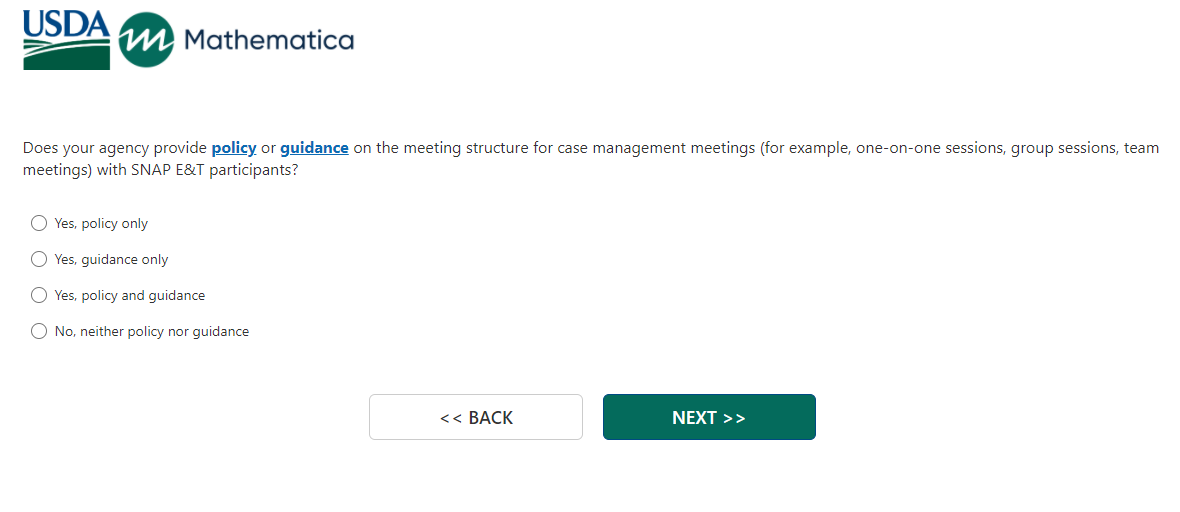 USDA
m Mathematica
Does your agency provide policy or guidance on the meeting structure for case management meetings (for example, one-on-one sessions, group sessions, team
meetings) with SNAP E&T participants?
Yes, policy only
Yes, guidance only
Yes, policy and guidance
No, neither policy nor guidance
<< BACK
NEXT >>